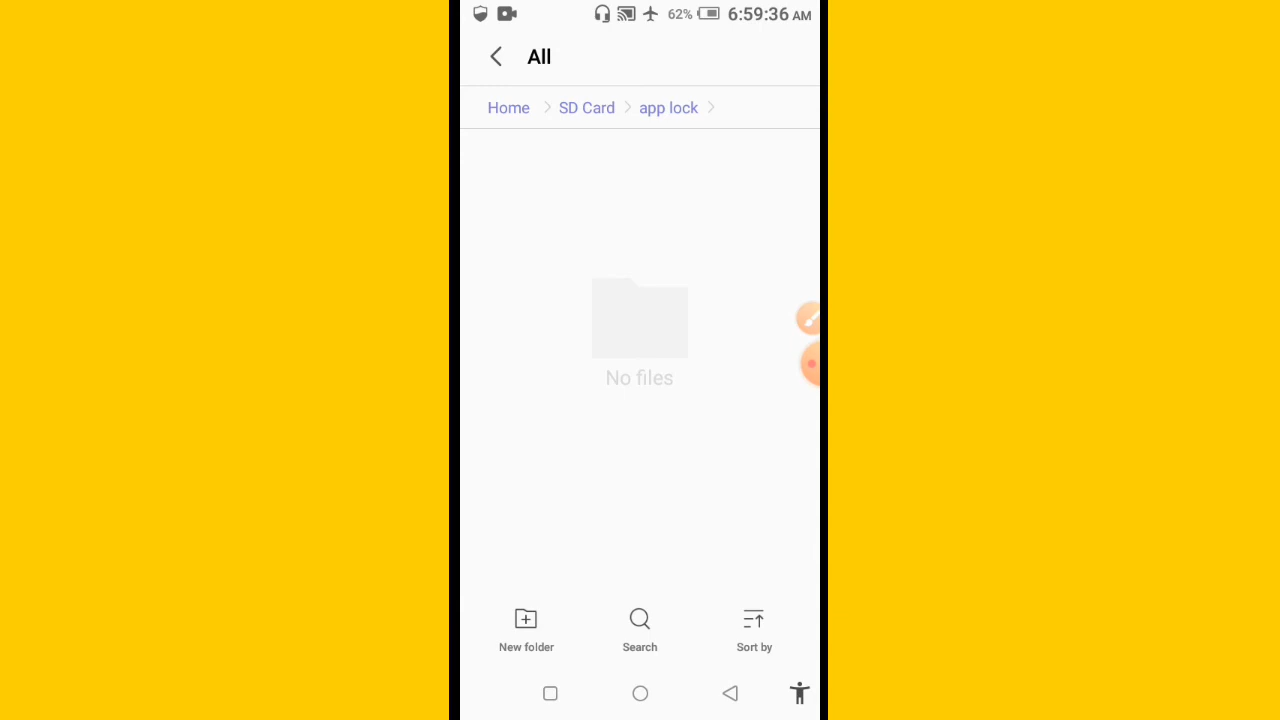 62% 6:59:36 AM
All
Home SD Card app lock
No files
New folder Search Sort by